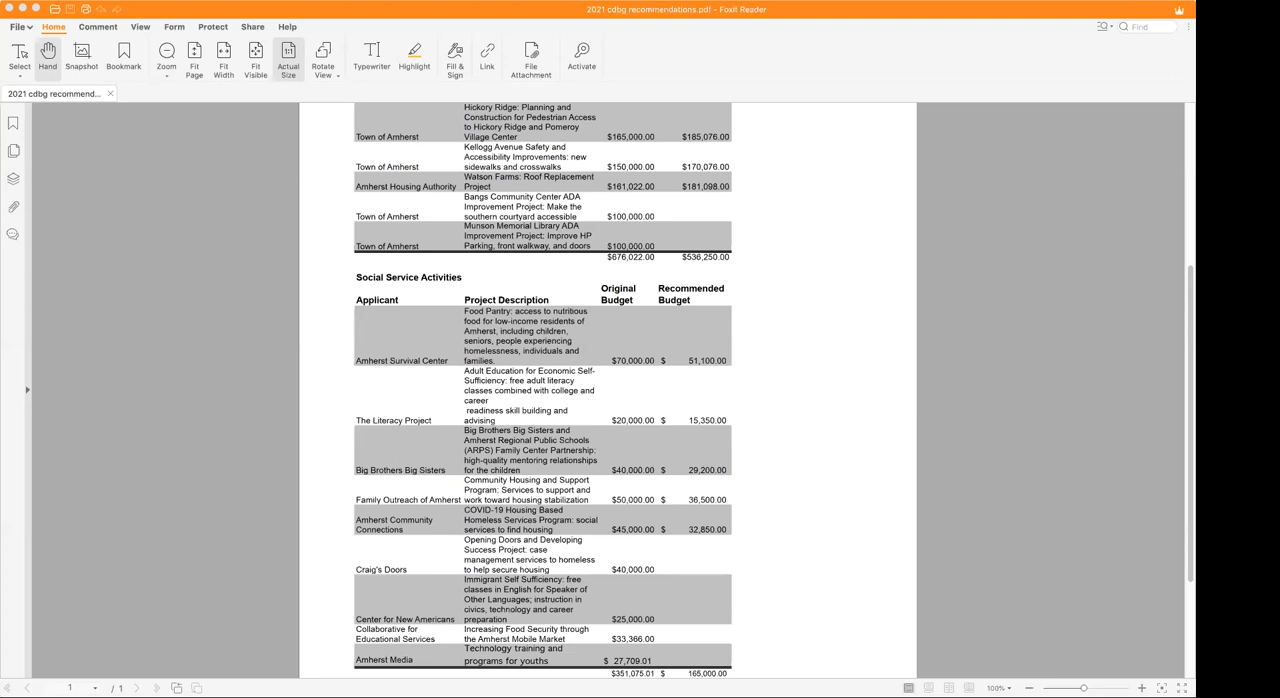 2021 cdbg recommendations.pdf - Foxit Reader
File Home Comment View Form Protect Share Help Find
Select Hand Snapshot Bookmark Zoom Fit Page Fit Width Fit Visible Actual Size Rotate View Typewriter Highlight Fill & Sign Link File Attachment Activate
2021 cdbg recommend... ×
Hickory Ridge: Planning and
Construction for Pedestrian Access
to Hickory Ridge and Pomeroy
Town of Amherst Village Center $165,000.00 $185,076.00
Kellogg Avenue Safety and
Accessibility Improvements: new
Town of Amherst sidewalks and crosswalks $150,000.00 $170,076.00
Watson Farms: Roof Replacement
Amherst Housing Authority Project $161,022.00 $181,098.00
Bangs Community Center ADA
Improvement Project: Make the
Town of Amherst southern courtyard accessible $100,000.00
Munson Memorial Library ADA
Improvement Project: Improve HP
Town of Amherst Parking, front walkway, and doors $100,000.00
$676,022.00 $536,250.00
Social Service Activities
Original Recommended
Applicant Project Description Budget Budget
Food Pantry: access to nutritious
food for low-income residents of
Amherst, including children,
seniors, people experiencing
homelessness, individuals and
Amherst Survival Center families. $70,000.00 $ 51,100.00
Adult Education for Economic Self-
Sufficiency: free adult literacy
classes combined with college and
career
readiness skill building and
The Literacy Project advising $20,000.00 $ 15,350.00
Big Brothers Big Sisters and
Amherst Regional Public Schools
(ARPS) Family Center Partnership:
high-quality mentoring relationships
Big Brothers Big Sisters for the children $40,000.00 $ 29,200.00
Community Housing and Support
Program: Services to support and
Family Outreach of Amherst work toward housing stabilization $50,000.00 $ 36,500.00
COVID-19 Housing Based
Amherst Community Homeless Services Program: social
Connections services to find housing $45,000.00 $ 32,850.00
Opening Doors and Developing
Success Project: case
management services to homeless
Craig's Doors to help secure housing $40,000.00
Immigrant Self Sufficiency: free
classes in English for Speaker of
Other Languages; instruction in
civics, technology and career
Center for New Americans preparation $25,000.00
Collaborative for Increasing Food Security through
Educational Services the Amherst Mobile Market $33,366.00
Technology training and
Amherst Media programs for youths $ 27,709.01
$351,075.01 $ 165,000.00
1 / 1 100%